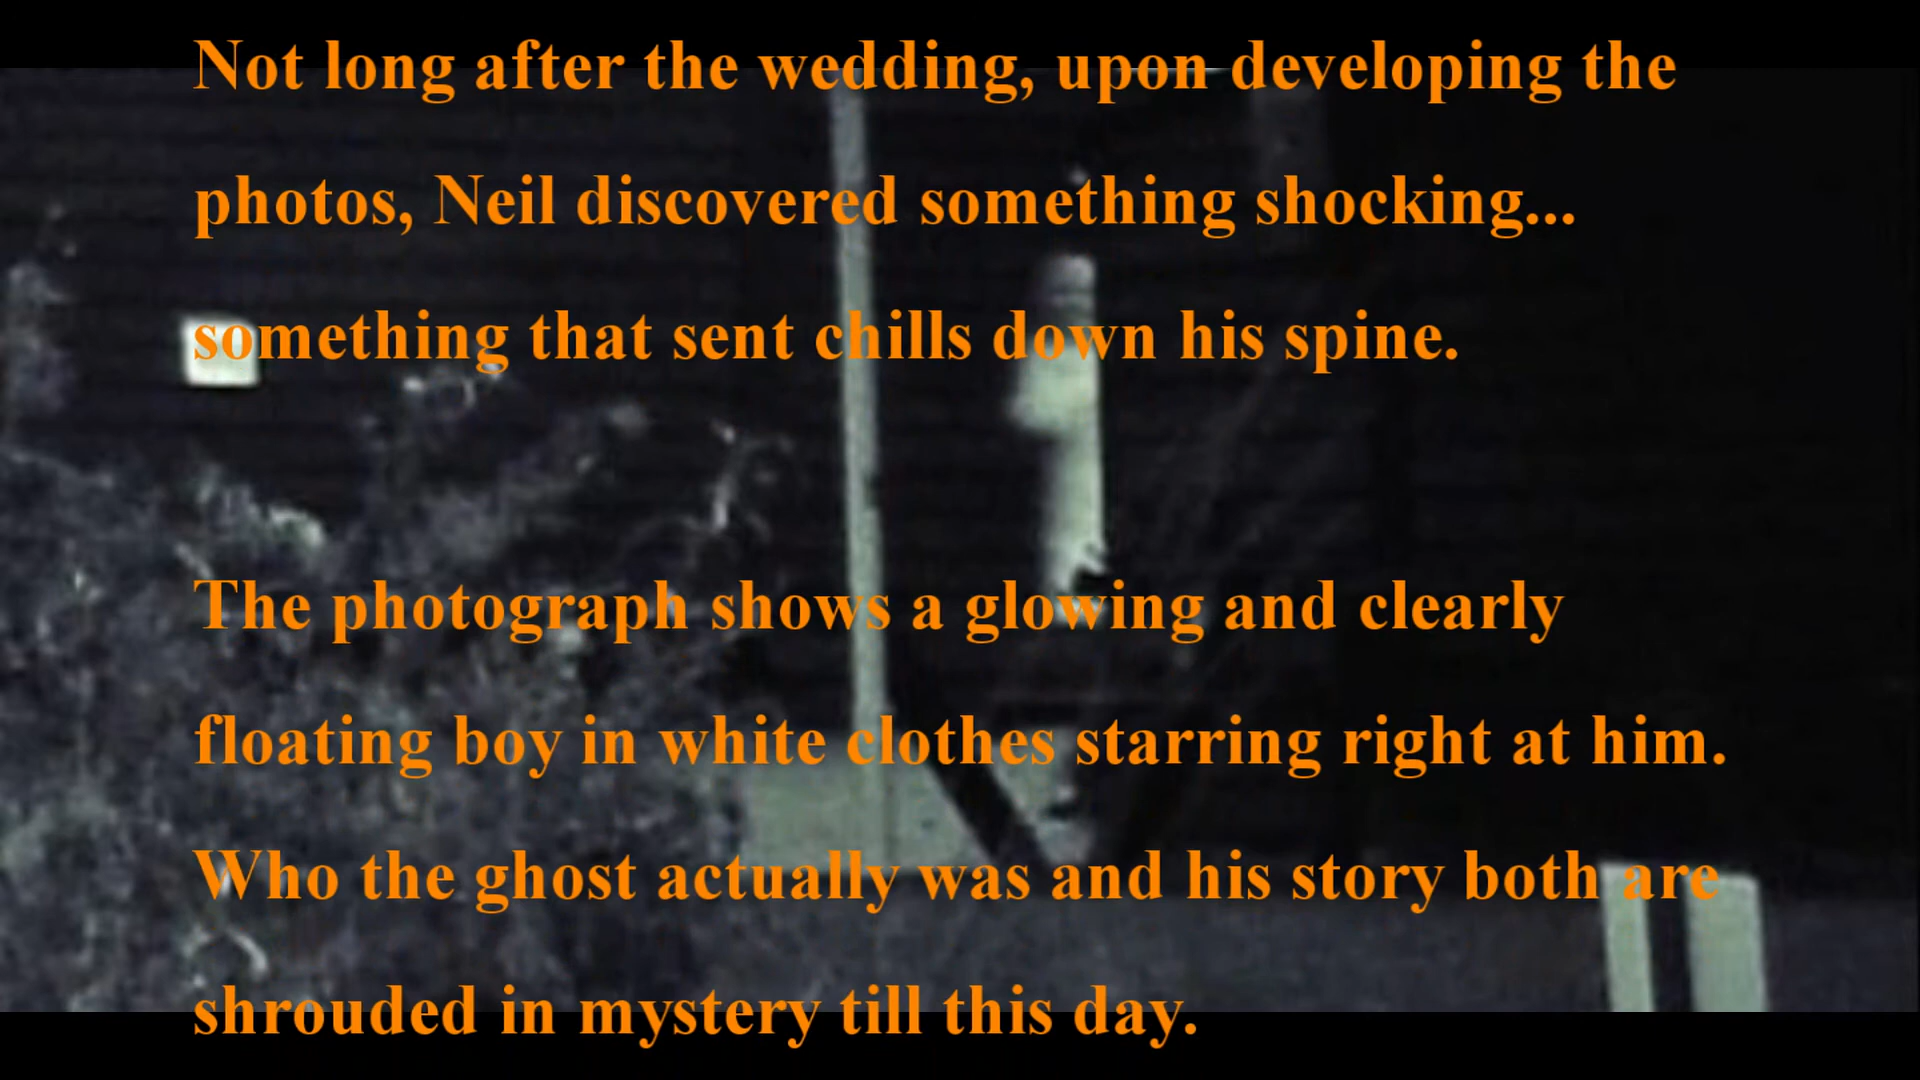 Not long after the wedding, upon developing the
photos, Neil discovered something shocking...
something that sent chills down his spine.
The photograph shows a glowing and clearly
floating boy in white clothes starring right at him.
Who the ghost actually was and his story both are
shrouded in mystery till this day.